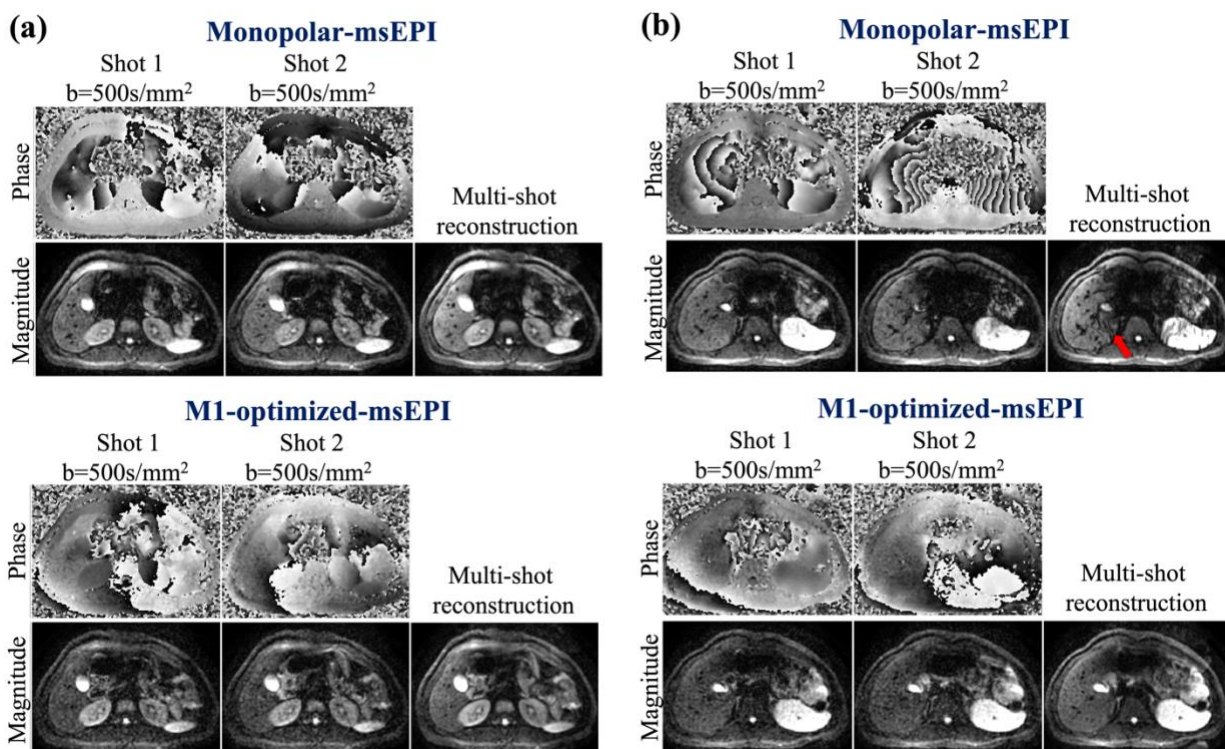 (a)
Monopolar-msEPI
Shot 1
b=500s/mm²
Shot 2
b=500s/mm²
Phase
Multi-shot
reconstruction
Magnitude
M1-optimized-msEPI
Shot 1
b=500s/mm²
Shot 2
b=500s/mm²
Phase
Multi-shot
reconstruction
Magnitude
(b)
Monopolar-msEPI
Shot 1
b=500s/mm²
Shot 2
b=500s/mm²
Phase
Multi-shot
reconstruction
Magnitude
M1-optimized-msEPI
Shot 1
b=500s/mm²
Shot 2
b=500s/mm²
Phase
Multi-shot
reconstruction
Magnitude